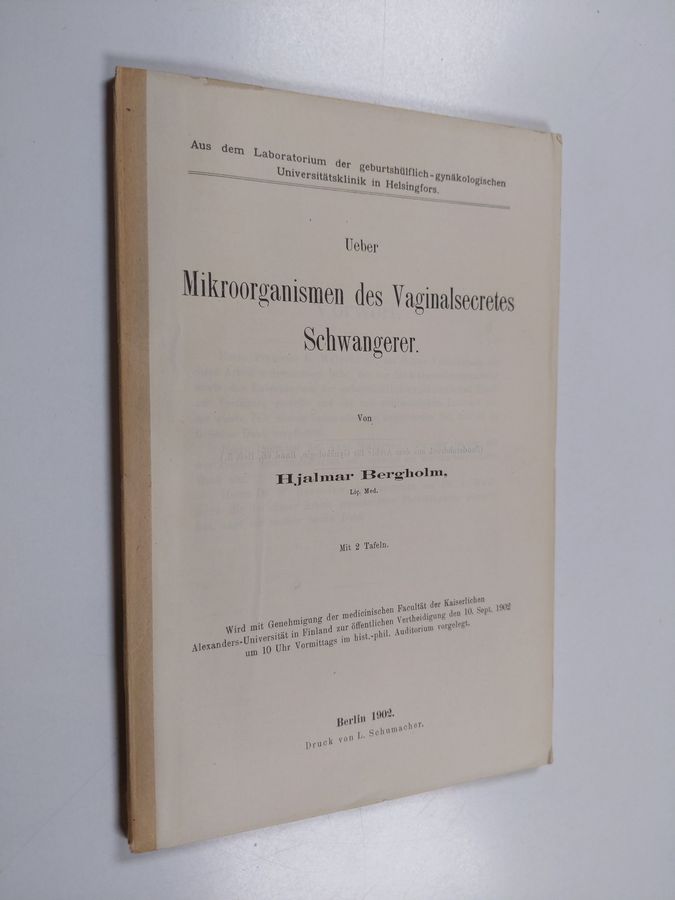 Aus dem Laboratorium der geburtshülflich-gynäkologischen
Universitätsklinik in Helsingfors.
Ueber
Mikroorganismen des Vaginalsecretes
Schwangerer.
Von
Hjalmar Bergholm,
Lic. Med.
Mit 2 Tafeln.
Wird mit Genehmigung der medicinischen Facultät der Kaiserlichen
Alexanders-Universität in Finland zur öffentlichen Vertheidigung den 10. Sept. 1902
um 10 Uhr Vormittags im hist.-phil. Auditorium vorgelegt.
Berlin 1902.
Druck von L. Schumacher.